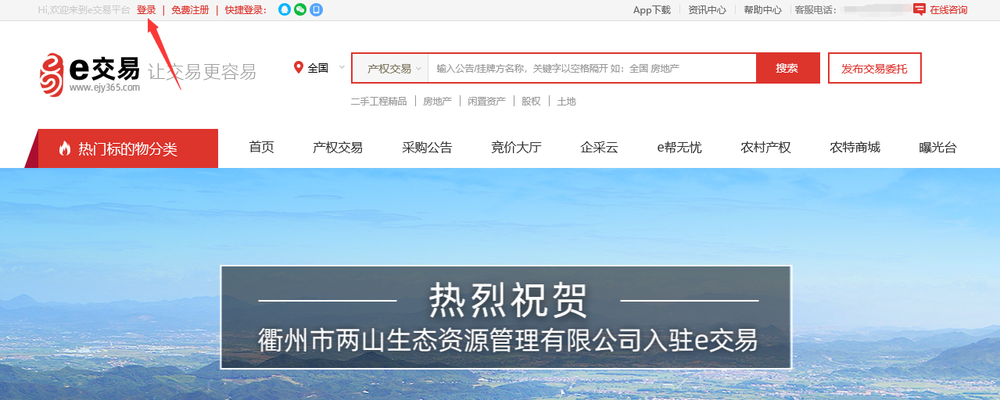 Hi,欢迎来到e交易平台 登录 | 免费注册 | 快捷登录: App下载 资讯中心 帮助中心 客服电话: 在线咨询
e交易 让交易更容易
www.ejy365.com
全国 产权交易 输入公告/挂牌方名称，关键字以空格隔开 如：全国 房地产 搜索 发布交易委托
二手工程精品 | 房地产 | 闲置资产 | 股权 | 土地
热门标的物分类 首页 产权交易 采购公告 竞价大厅 企采云 e帮无忧 农村产权 农特商城 曝光台
热烈祝贺
衢州市两山生态资源管理有限公司入驻e交易